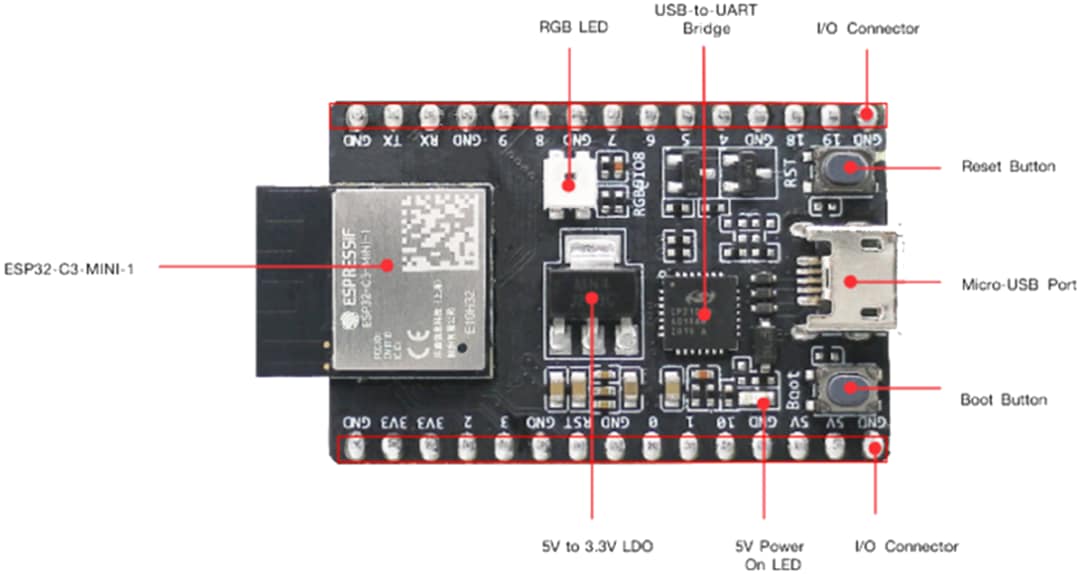 USB-to-UART
Bridge
RGB LED
I/O Connector
GND TX RX GND 9 8 GND 7 6 5 4 GND 18 19 GND
RGB@IO8
RST
Reset Button
ESP32-C3-MINI-1
ESPRESSIF
ESP32-C3-MINI-1
CE
E10H32
Micro-USB Port
Boot
Boot Button
GND 3V3 3V3 2 3 GND RST GND 0 1 10 GND 5V 5V GND
5V to 3.3V LDO
5V Power
On LED
I/O Connector